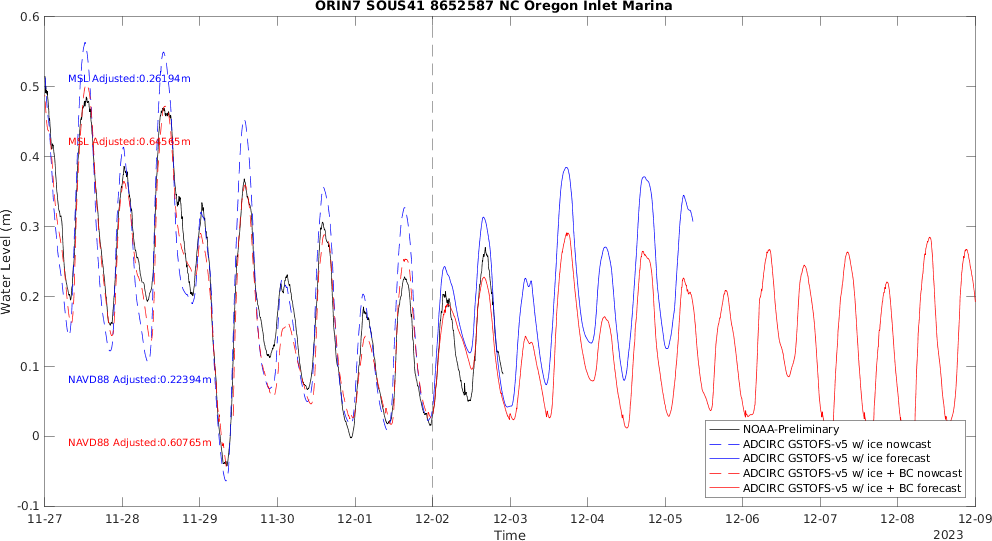 ORIN7 SOUS41 8652587 NC Oregon Inlet Marina
0.6
0.5
0.4
0.3
0.2
0.1
0
-0.1
Water Level (m)
MSL Adjusted:0.26194m
MSL Adjusted:0.64565m
NAVD88 Adjusted:0.22394m
NAVD88 Adjusted:0.60765m
NOAA-Preliminary
ADCIRC GSTOFS-v5 w/ ice nowcast
ADCIRC GSTOFS-v5 w/ ice forecast
ADCIRC GSTOFS-v5 w/ ice + BC nowcast
ADCIRC GSTOFS-v5 w/ ice + BC forecast
11-27 11-28 11-29 11-30 12-01 12-02 12-03 12-04 12-05 12-06 12-07 12-08 12-09
Time
2023